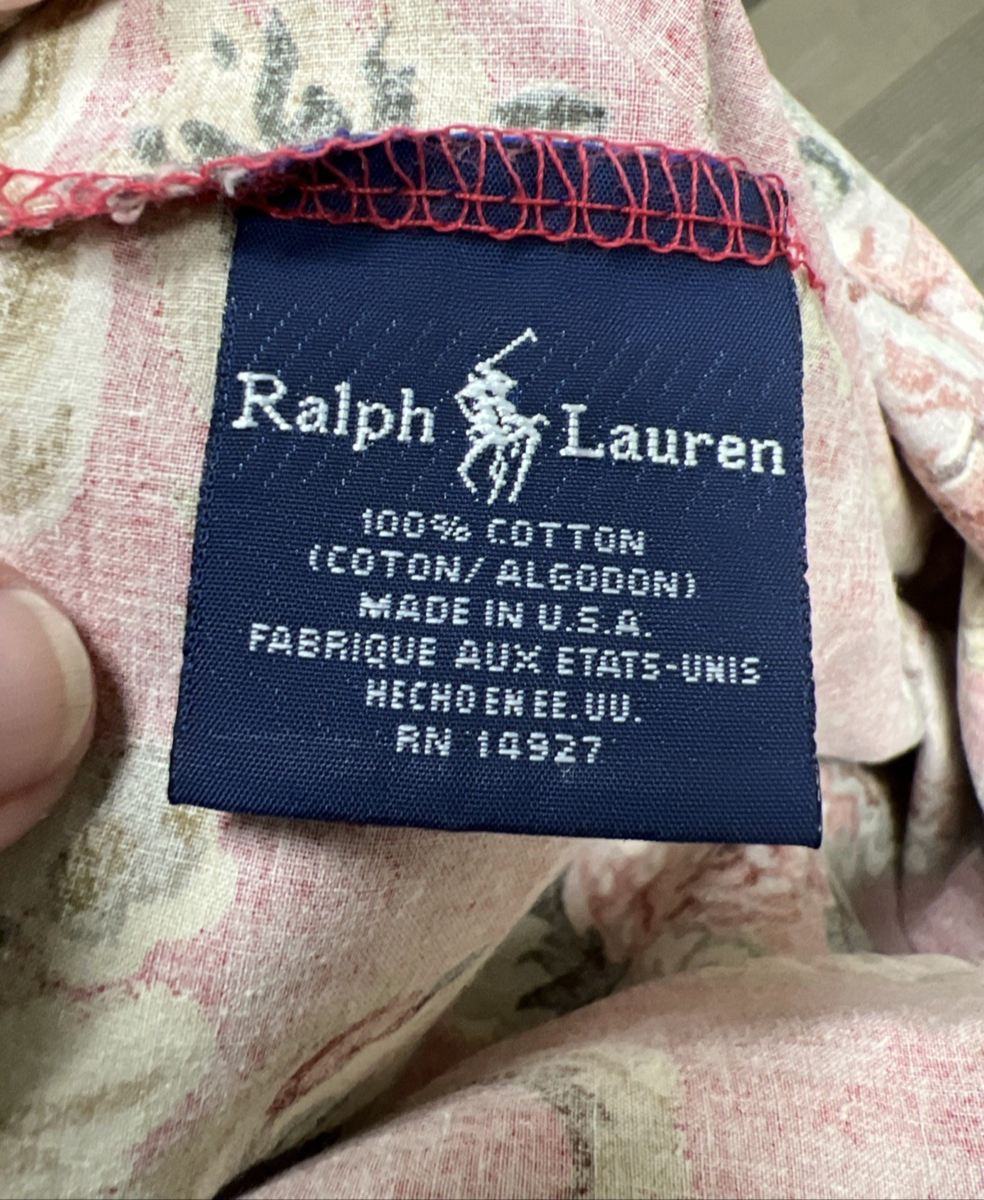 Ralph Lauren
100% COTTON
(COTON/ ALGODON)
MADE IN U.S.A.
FABRIQUE AUX ETATS-UNIS
HECHO EN EE.UU.
RN 14927